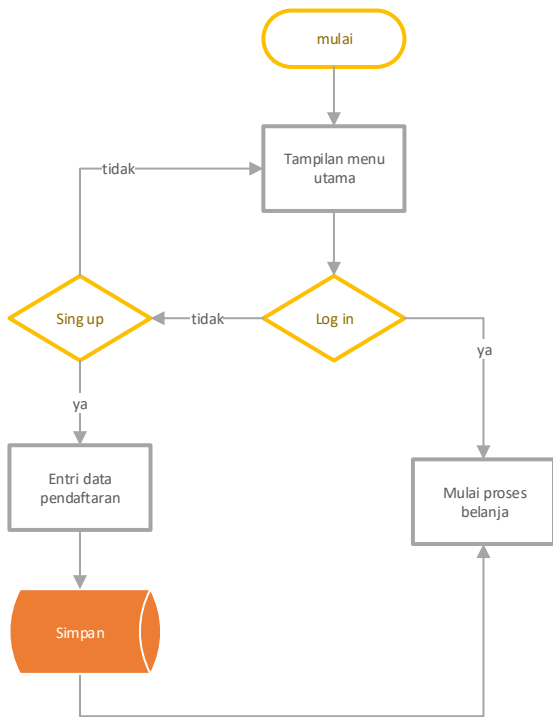 mulai
Tampilan menu
utama
tidak
Sing up
tidak
Log in
ya
ya
Entri data
pendaftaran
Mulai proses
belanja
Simpan